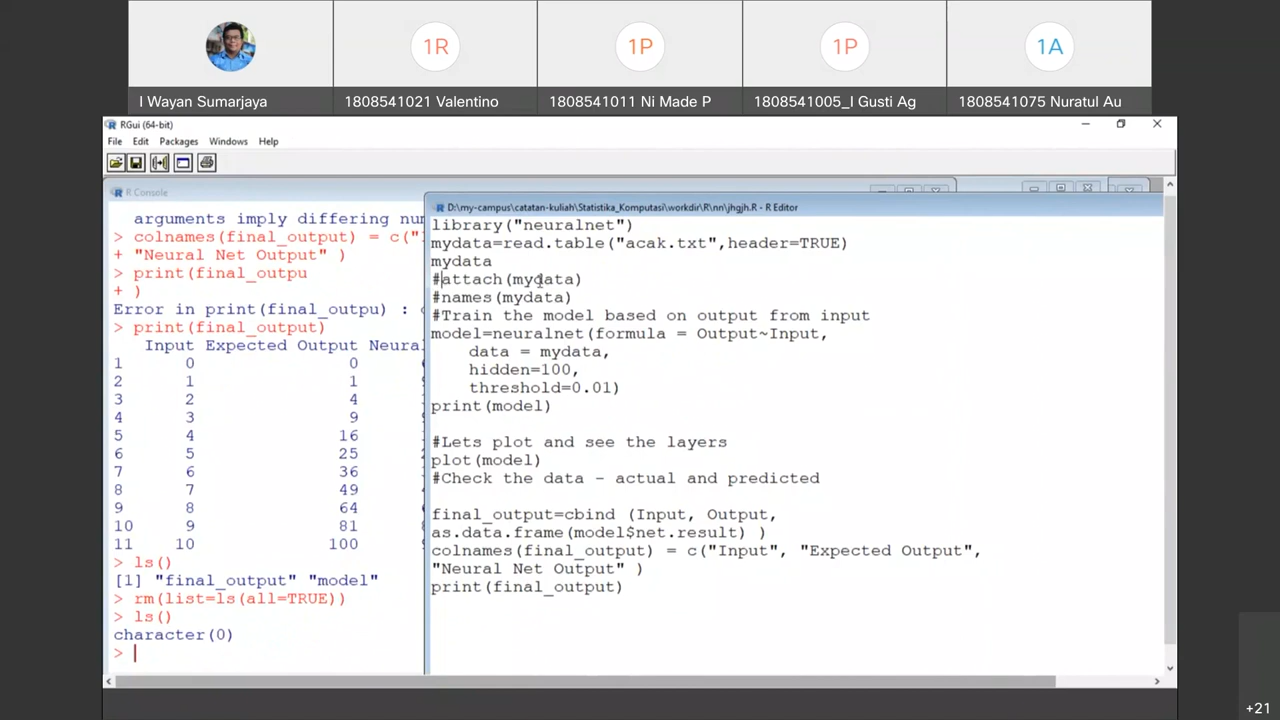 1R
1P
1P
1A
I Wayan Sumarjaya
1808541021 Valentino
1808541011 Ni Made P
1808541005_I Gusti Ag
1808541075 Nuratul Au
RGui (64-bit)
File Edit Packages Windows Help
R Console
arguments imply differing nu
> colnames(final_output) = c("
+ "Neural Net Output" )
> print(final_outpu
+ )
Error in print(final_outpu) :
> print(final_output)
Input Expected Output Neura
1 0 0
2 1 1
3 2 4
4 3 9
5 4 16
6 5 25
7 6 36
8 7 49
9 8 64
10 9 81
11 10 100
> ls()
[1] "final_output" "model"
> rm(list=ls(all=TRUE))
> ls()
character(0)
>
D:\my-campus\catatan-kuliah\Statistika_Komputasi\workdir\R\nn\jhgjh.R - R Editor
library("neuralnet")
mydata=read.table("acak.txt",header=TRUE)
mydata
#attach(mydata)
#names(mydata)
#Train the model based on output from input
model=neuralnet(formula = Output~Input,
data = mydata,
hidden=100,
threshold=0.01)
print(model)
#Lets plot and see the layers
plot(model)
#Check the data - actual and predicted
final_output=cbind (Input, Output,
as.data.frame(model$net.result) )
colnames(final_output) = c("Input", "Expected Output",
"Neural Net Output" )
print(final_output)
+21